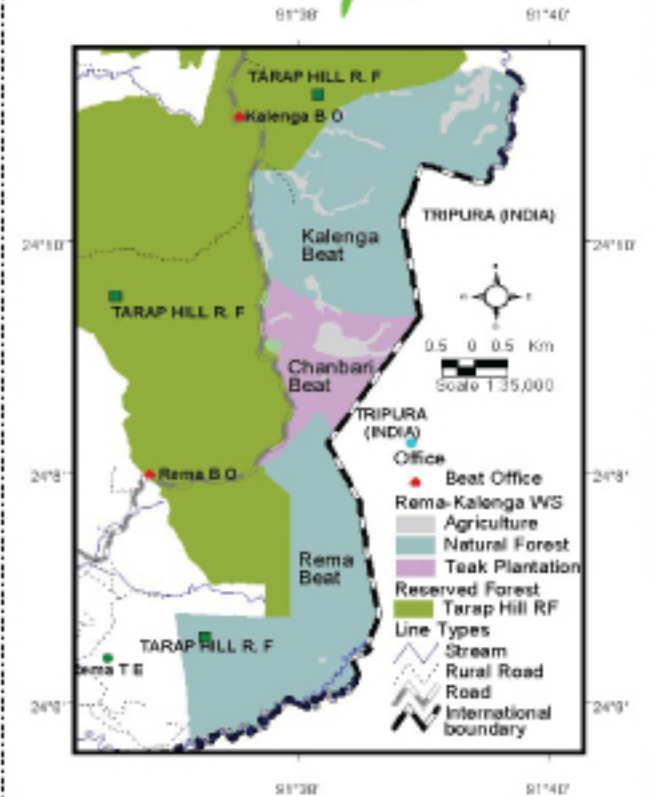 91°38'
91°40'
TARAP HILL R. F
Kalenga B O
TRIPURA (INDIA)
Kalenga
Beat
24°10'
24°10'
TARAP HILL R. F
0.5 0 0.5 Km
Scale 1:35,000
Chanbari
Beat
TRIPURA
(INDIA)
Office
24°8'
Rema B O
24°8'
Beat Office
Rema-Kalenga WS
Agriculture
Natural Forest
Teak Plantation
Rema
Beat
Reserved Forest
Tarap Hill RF
Line Types
TARAP HILL R. F
Stream
Rural Road
ema T E
Road
24°6'
International
boundary
24°6'
91°38'
91°40'